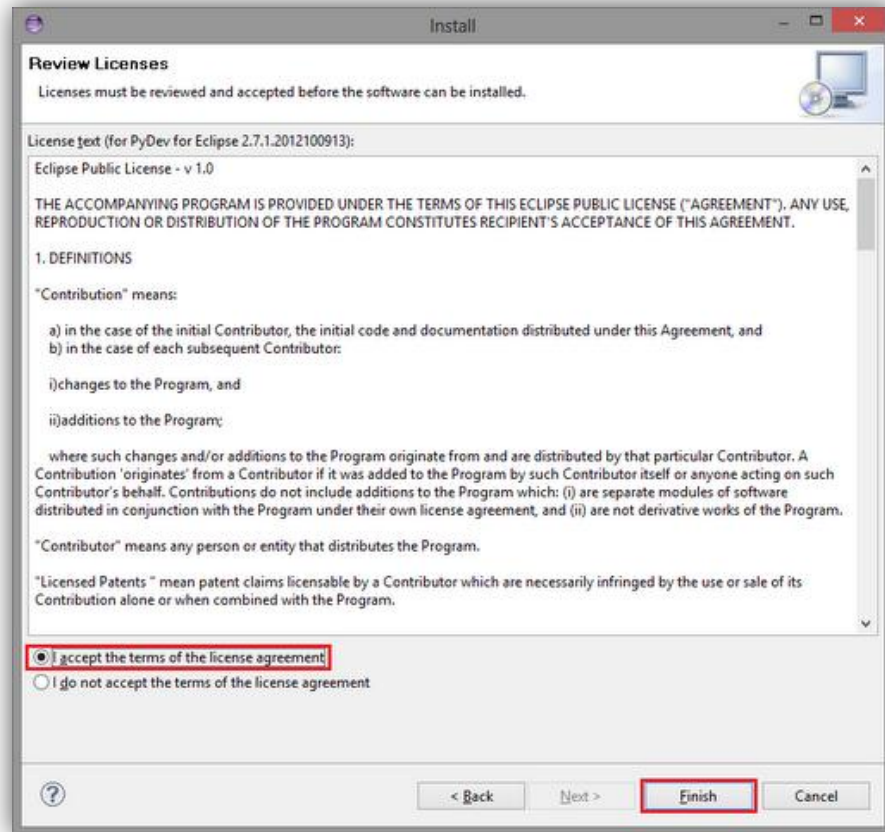 Install
Review Licenses
Licenses must be reviewed and accepted before the software can be installed.
License text (for PyDev for Eclipse 2.7.1.2012100913):
Eclipse Public License - v 1.0
THE ACCOMPANYING PROGRAM IS PROVIDED UNDER THE TERMS OF THIS ECLIPSE PUBLIC LICENSE ("AGREEMENT"). ANY USE,
REPRODUCTION OR DISTRIBUTION OF THE PROGRAM CONSTITUTES RECIPIENT'S ACCEPTANCE OF THIS AGREEMENT.
1. DEFINITIONS
"Contribution" means:
a) in the case of the initial Contributor, the initial code and documentation distributed under this Agreement, and
b) in the case of each subsequent Contributor:
i)changes to the Program, and
ii)additions to the Program;
where such changes and/or additions to the Program originate from and are distributed by that particular Contributor. A
Contribution 'originates' from a Contributor if it was added to the Program by such Contributor itself or anyone acting on such
Contributor's behalf. Contributions do not include additions to the Program which: (i) are separate modules of software
distributed in conjunction with the Program under their own license agreement, and (ii) are not derivative works of the Program.
"Contributor" means any person or entity that distributes the Program.
"Licensed Patents " mean patent claims licensable by a Contributor which are necessarily infringed by the use or sale of its
Contribution alone or when combined with the Program.
I accept the terms of the license agreement
I do not accept the terms of the license agreement
? < Back Next > Finish Cancel